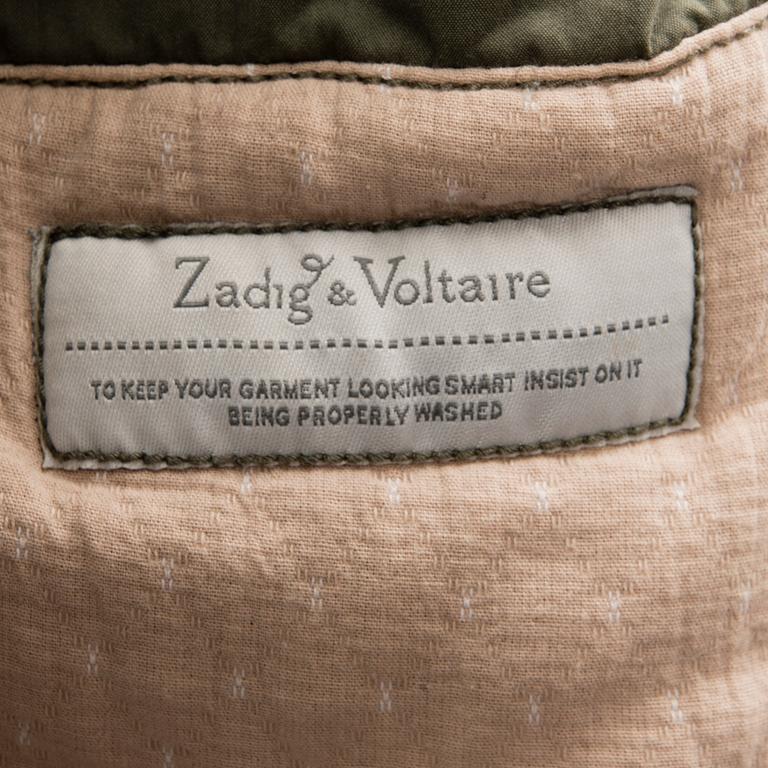 Zadig & Voltaire
TO KEEP YOUR GARMENT LOOKING SMART INSIST ON IT
BEING PROPERLY WASHED